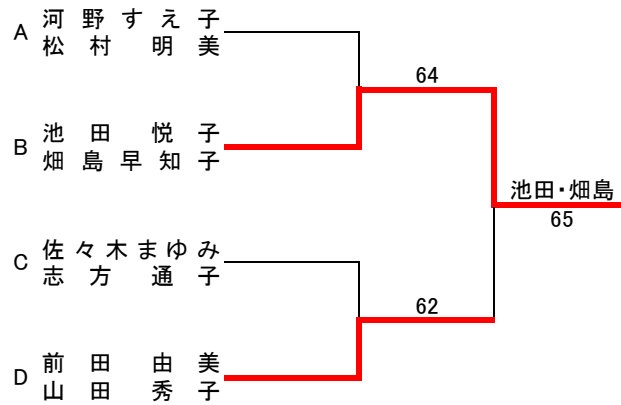 A 河野すえ子
松村明美
64
B 池田悦子
畑島早知子
池田・畑島
65
C 佐々木まゆみ
志方通子
62
D 前田由美
山田秀子